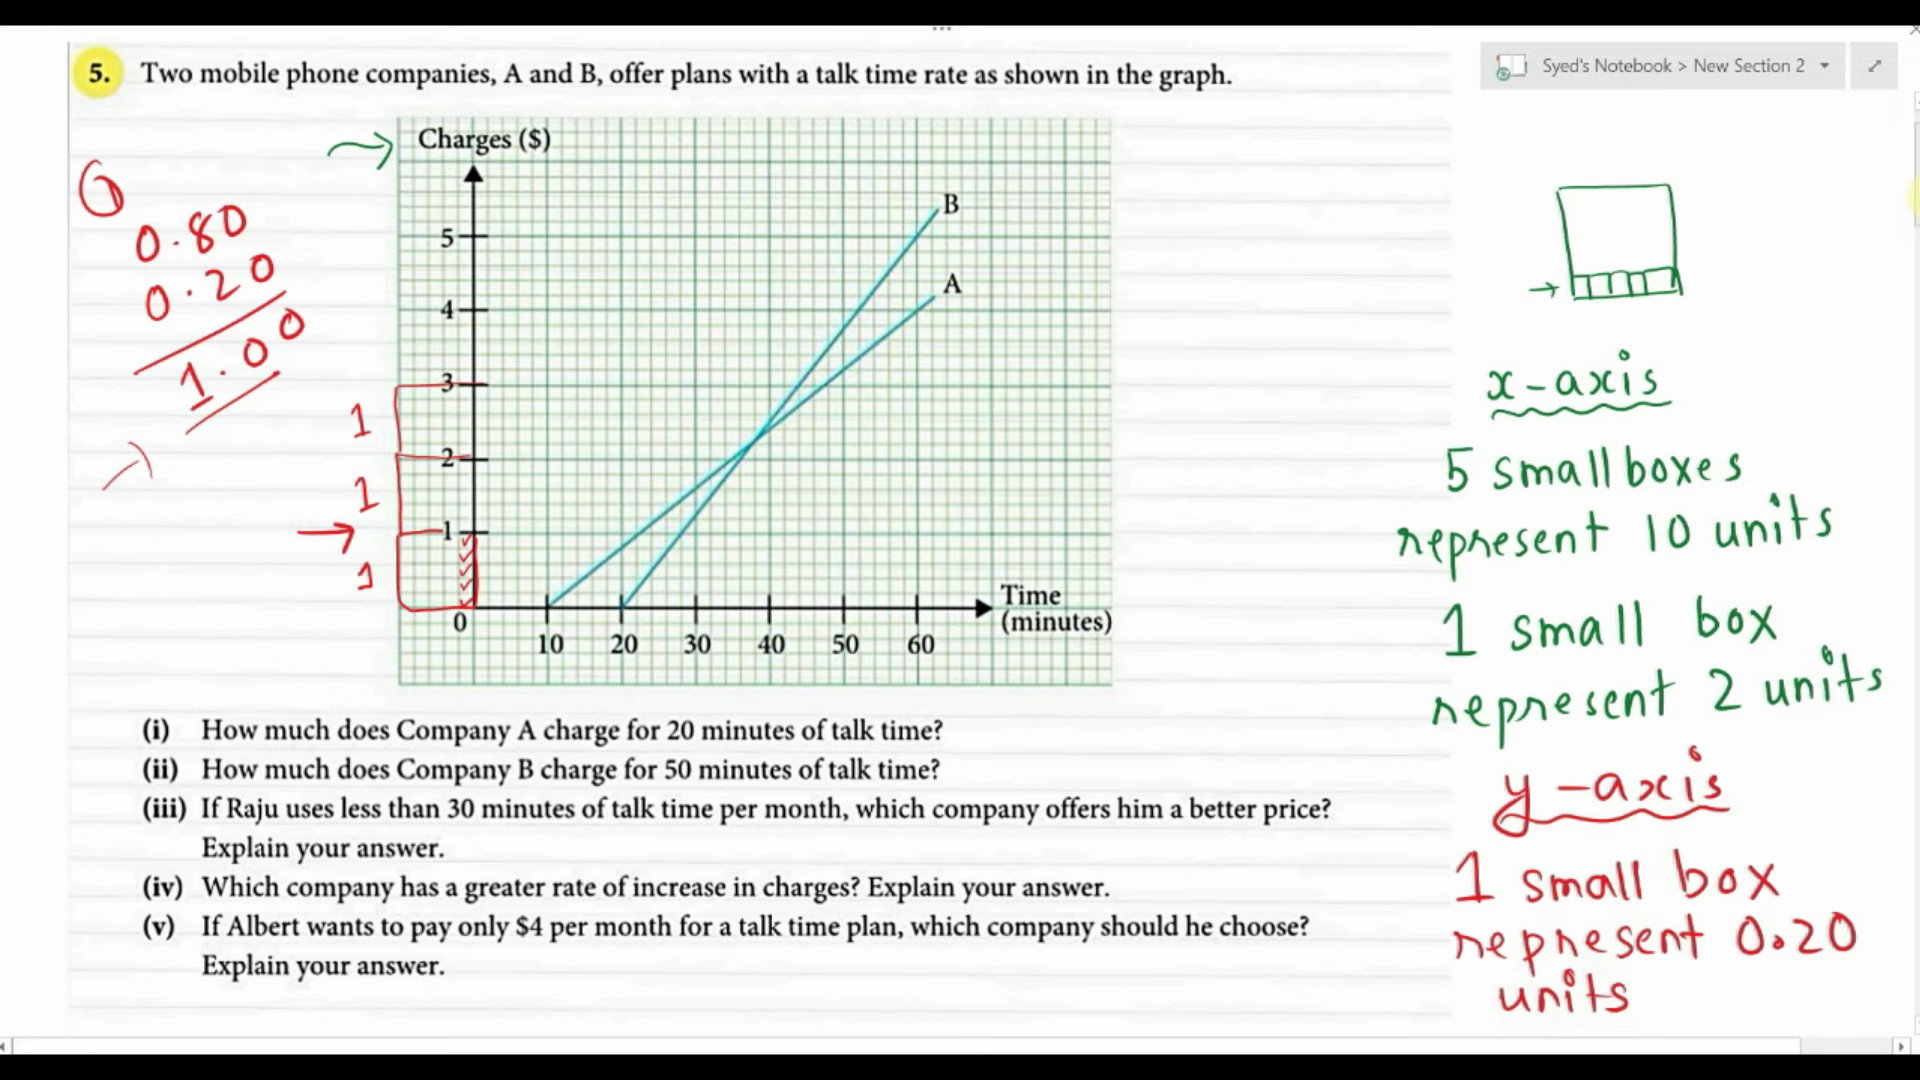 5. Two mobile phone companies, A and B, offer plans with a talk time rate as shown in the graph.
Syed's Notebook > New Section 2
Charges ($)
B
5
A
4
3
2
1
0
10 20 30 40 50 60
Time
(minutes)
0.80
0.20
1.00
1
1
1
(i) How much does Company A charge for 20 minutes of talk time?
(ii) How much does Company B charge for 50 minutes of talk time?
(iii) If Raju uses less than 30 minutes of talk time per month, which company offers him a better price?
Explain your answer.
(iv) Which company has a greater rate of increase in charges? Explain your answer.
(v) If Albert wants to pay only $4 per month for a talk time plan, which company should he choose?
Explain your answer.
x-axis
5 small boxes
represent 10 units
1 small box
represent 2 units
y-axis
1 small box
represent 0.20
units